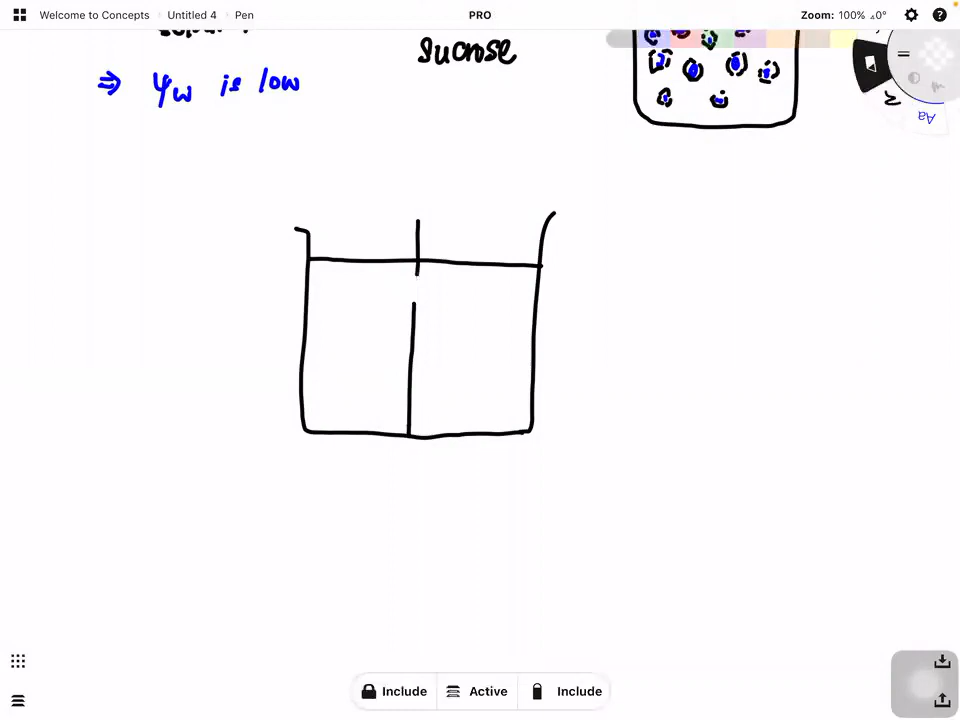 Welcome to Concepts › Untitled 4 › Pen
PRO
Zoom: 100% ⊿0°
Sucrose
⇒ ψw is low
Aa
Include
Active
Include